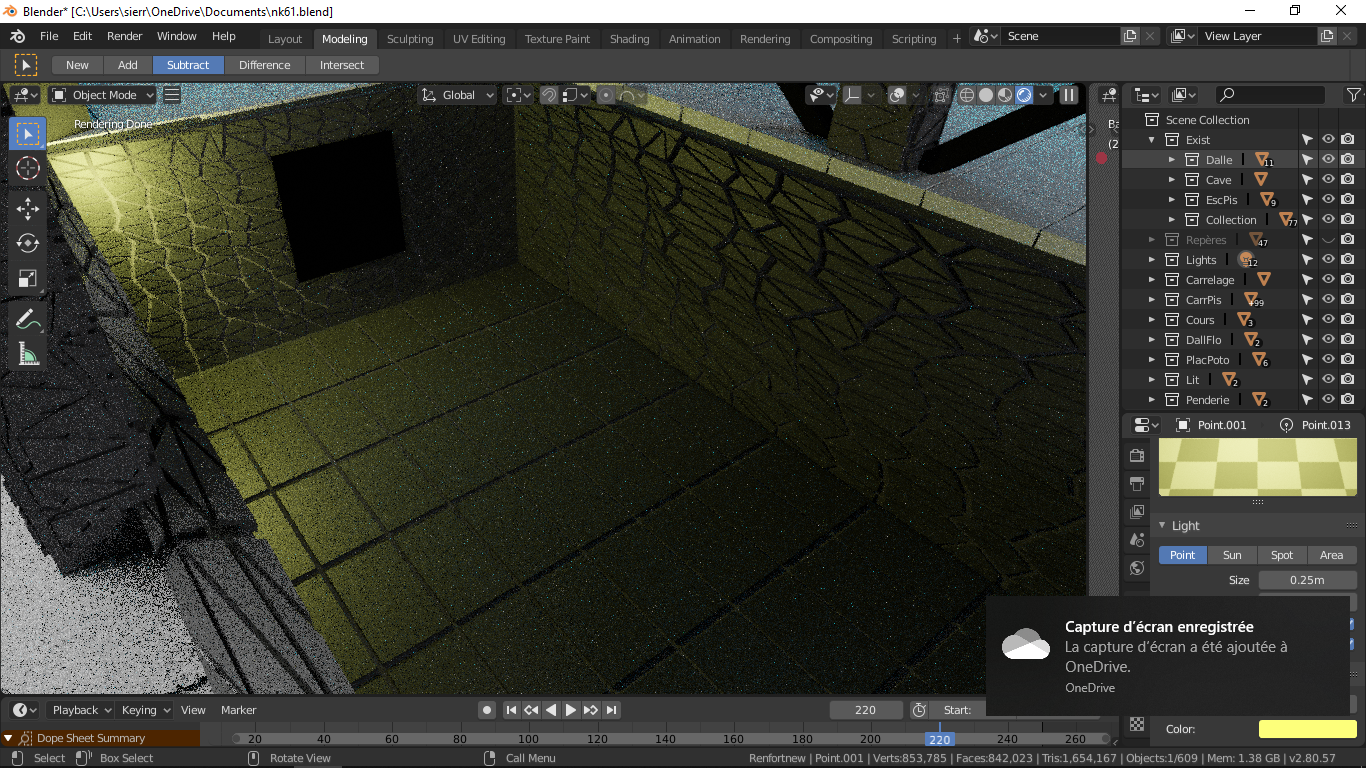 Blender* [C:\Users\sierr\OneDrive\Documents\nk61.blend]
File Edit Render Window Help Layout Modeling Sculpting UV Editing Texture Paint Shading Animation Rendering Compositing Scripting + Scene View Layer
New Add Subtract Difference Intersect
Object Mode Global
Rendering Done
Scene Collection
Exist
Dalle 11
Cave
EscPis 9
Collection 77
Repères 47
Lights 12
Carrelage
CarrPis 499
Cours 3
DallFlo 2
PlacPoto 6
Lit 2
Penderie 2
Point.001 Point.013
Light
Point Sun Spot Area
Size 0.25m
Capture d'écran enregistrée
La capture d'écran a été ajoutée à
OneDrive.
OneDrive
Color:
Playback Keying View Marker 220 Start:
Dope Sheet Summary 20 40 60 80 100 120 140 160 180 200 220 240 260
Select Box Select Rotate View Call Menu Renfortnew | Point.001 | Verts:853,785 | Faces:842,023 | Tris:1,654,167 | Objects:1/609 | Mem: 1.38 GB | v2.80.57